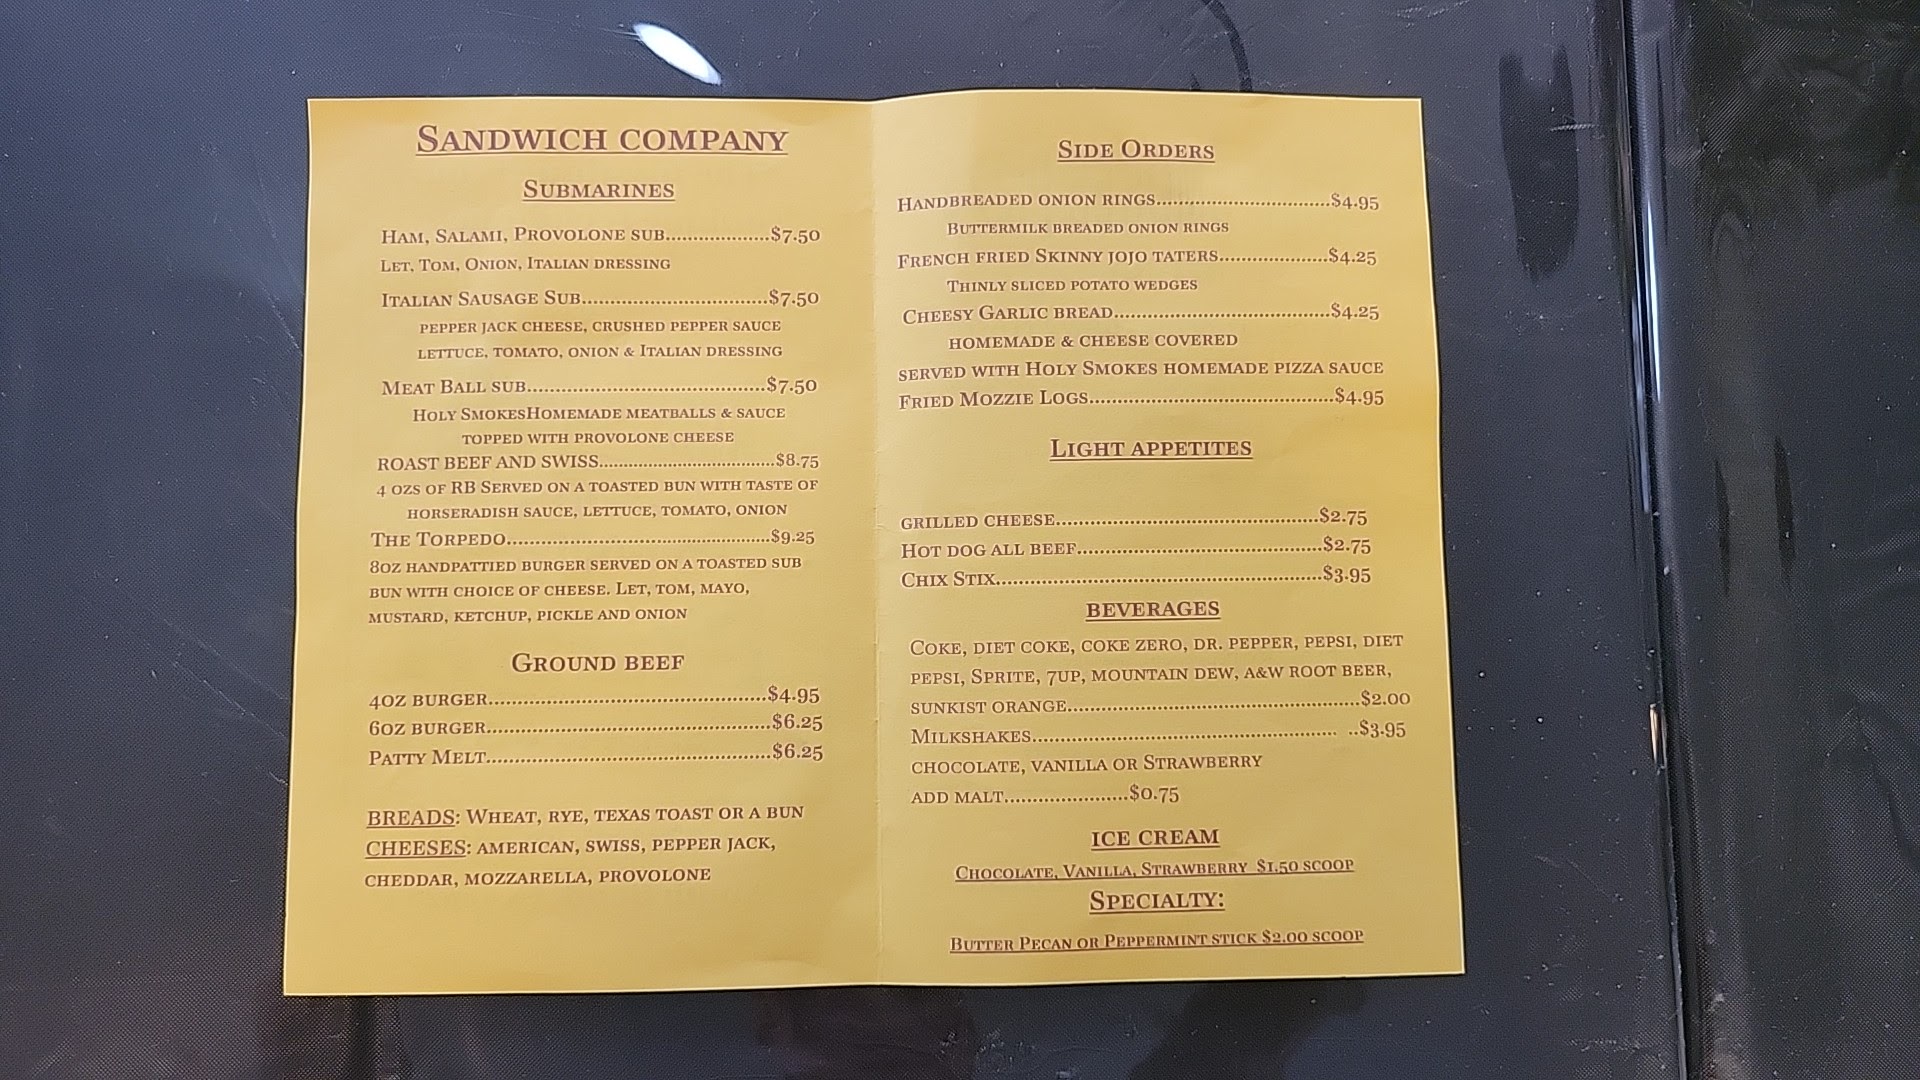 SANDWICH COMPANY
SUBMARINES
HAM, SALAMI, PROVOLONE SUB...................$7.50
LET, TOM, ONION, ITALIAN DRESSING
ITALIAN SAUSAGE SUB..................................$7.50
PEPPER JACK CHEESE, CRUSHED PEPPER SAUCE
LETTUCE, TOMATO, ONION & ITALIAN DRESSING
MEAT BALL SUB...........................................$7.50
HOLY SMOKESHOMEMADE MEATBALLS & SAUCE
TOPPED WITH PROVOLONE CHEESE
ROAST BEEF AND SWISS....................................$8.75
4 OZS OF RB SERVED ON A TOASTED BUN WITH TASTE OF
HORSERADISH SAUCE, LETTUCE, TOMATO, ONION
THE TORPEDO....................................................$9.25
8OZ HANDPATTIED BURGER SERVED ON A TOASTED SUB
BUN WITH CHOICE OF CHEESE. LET, TOM, MAYO,
MUSTARD, KETCHUP, PICKLE AND ONION
GROUND BEEF
4OZ BURGER..................................................$4.95
6OZ BURGER...................................................$6.25
PATTY MELT...................................................$6.25
BREADS: WHEAT, RYE, TEXAS TOAST OR A BUN
CHEESES: AMERICAN, SWISS, PEPPER JACK,
CHEDDAR, MOZZARELLA, PROVOLONE
SIDE ORDERS
HANDBREADED ONION RINGS...............................$4.95
BUTTERMILK BREADED ONION RINGS
FRENCH FRIED SKINNY JOJO TATERS...................$4.25
THINLY SLICED POTATO WEDGES
CHEESY GARLIC BREAD.......................................$4.25
HOMEMADE & CHEESE COVERED
SERVED WITH HOLY SMOKES HOMEMADE PIZZA SAUCE
FRIED MOZZIE LOGS............................................$4.95
LIGHT APPETITES
GRILLED CHEESE...............................................$2.75
HOT DOG ALL BEEF............................................$2.75
CHIX STIX..........................................................$3.95
BEVERAGES
COKE, DIET COKE, COKE ZERO, DR. PEPPER, PEPSI, DIET
PEPSI, SPRITE, 7UP, MOUNTAIN DEW, A&W ROOT BEER,
SUNKIST ORANGE....................................................$2.00
MILKSHAKES....................................................... ..$3.95
CHOCOLATE, VANILLA OR STRAWBERRY
ADD MALT......................$0.75
ICE CREAM
CHOCOLATE, VANILLA, STRAWBERRY $1.50 SCOOP
SPECIALTY:
BUTTER PECAN OR PEPPERMINT STICK $2.00 SCOOP